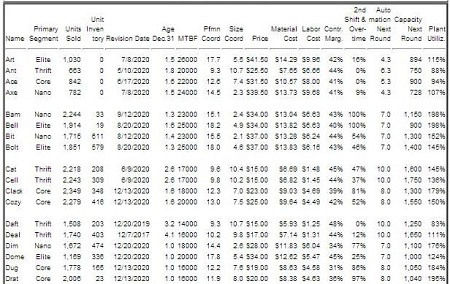 2nd Auto
Unit Shift & mation Capacity
Primary Units Inven Age Pfmn Size Material Labor Contr. Over- Next Next Plant
Name Segment Sold tory Revision Date Dec.31 MTBF Coord Coord Price Cost Cost Marg. time Round Round Utiliz.
Art Elite 1,030 0 7/8/2020 1.5 26000 17.7 5.5 $41.50 $14.29 $9.96 42% 16% 4.3 894 115%
Ant Thrift 663 0 5/10/2020 1.8 20000 9.3 10.7 $25.50 $7.65 $6.66 44% 0% 6.3 750 88%
Ace Core 842 0 6/17/2020 1.6 22000 12.6 7.4 $31.50 $10.57 $8.00 41% 0% 5.3 900 94%
Axe Nano 782 0 7/8/2020 1.5 24000 14.5 2.3 $39.50 $13.73 $9.68 41% 9% 4.3 728 107%
Bam Nano 2,244 33 9/12/2020 1.3 23000 15.1 2.4 $34.00 $13.04 $6.63 43% 100% 7.0 1,150 198%
Bell Elite 1,914 19 8/20/2020 1.6 25000 18.2 4.9 $34.00 $13.82 $6.63 40% 100% 7.0 900 198%
Bit Nano 1,715 611 8/12/2020 1.4 23000 15.5 2.1 $37.00 $13.28 $6.24 44% 54% 7.0 1,300 152%
Bolt Elite 1,851 579 8/20/2020 1.3 25000 18.0 4.6 $37.00 $13.83 $6.16 43% 46% 7.0 1,400 145%
Cat Thrift 2,218 208 6/9/2020 2.6 17000 9.6 10.4 $15.00 $6.69 $1.48 45% 47% 10.0 1,600 145%
Cell Thrift 2,243 309 6/9/2020 2.6 17000 9.8 10.2 $15.00 $6.82 $1.45 44% 37% 10.0 1,750 136%
Clack Core 2,349 348 12/13/2020 1.6 18000 12.3 7.0 $23.00 $9.03 $4.69 39% 81% 8.0 1,300 179%
Cozy Core 2,279 416 12/13/2020 1.6 20000 13.0 7.5 $25.00 $9.64 $4.49 42% 52% 8.0 1,550 150%
Daft Thrift 1,508 203 12/20/2019 3.2 14000 9.3 10.7 $15.00 $5.93 $1.25 48% 0% 10.0 1,250 83%
Deal Thrift 1,740 403 12/7/2017 4.1 16000 10.2 9.8 $17.00 $7.14 $1.31 44% 12% 10.0 1,650 111%
Dim Nano 1,672 474 12/20/2020 1.0 18000 14.4 2.6 $28.00 $11.83 $6.04 34% 77% 7.0 1,100 176%
Dome Elite 1,169 336 12/20/2020 1.0 20000 17.8 5.4 $34.00 $12.62 $5.47 45% 25% 7.0 1,000 124%
Dug Core 1,778 165 12/13/2020 1.0 16000 12.2 7.6 $19.00 $8.63 $4.58 31% 86% 8.0 1,050 184%
Drat Core 2,006 23 12/13/2020 1.0 16000 11.9 8.0 $20.00 $8.38 $4.63 36% 97% 8.0 1,040 195%